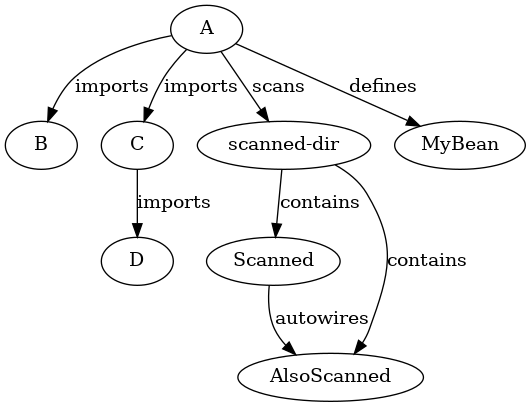 A
imports
imports
scans
defines
B
C
scanned-dir
MyBean
imports
contains
D
Scanned
contains
autowires
AlsoScanned